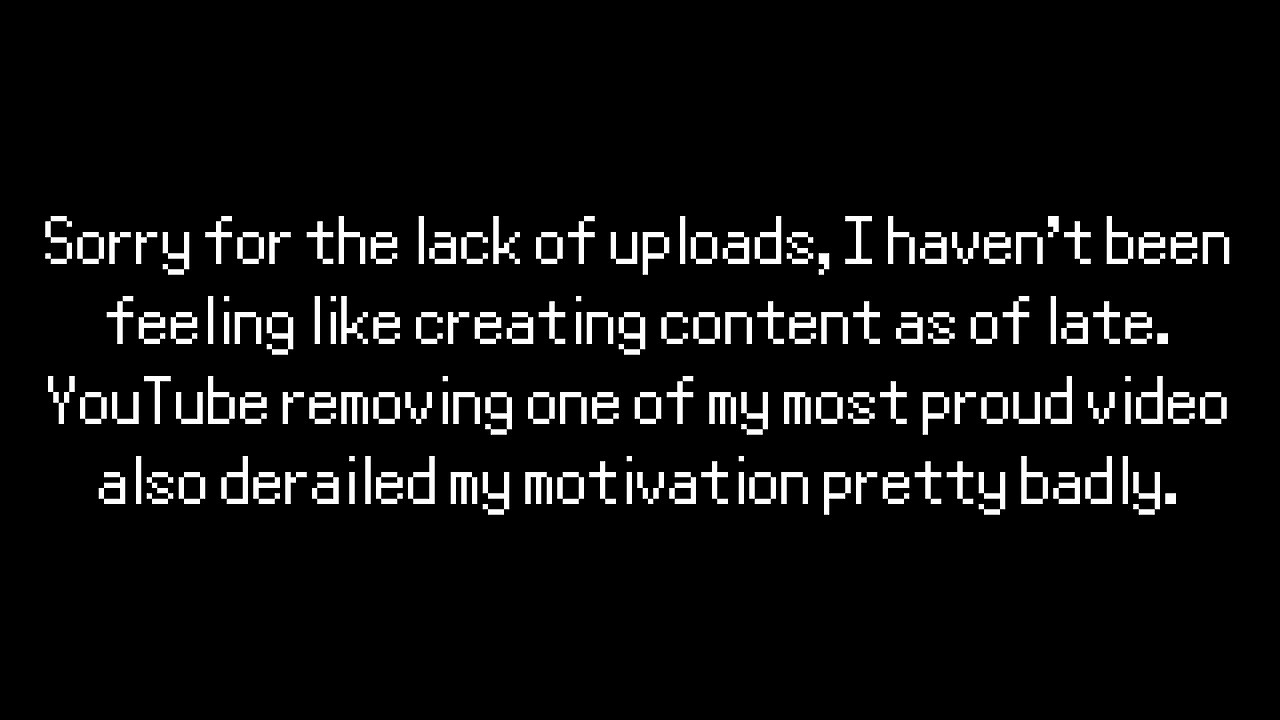 Sorry for the lack of uploads, I haven't been
feeling like creating content as of late.
YouTube removing one of my most proud video
also derailed my motivation pretty badly.